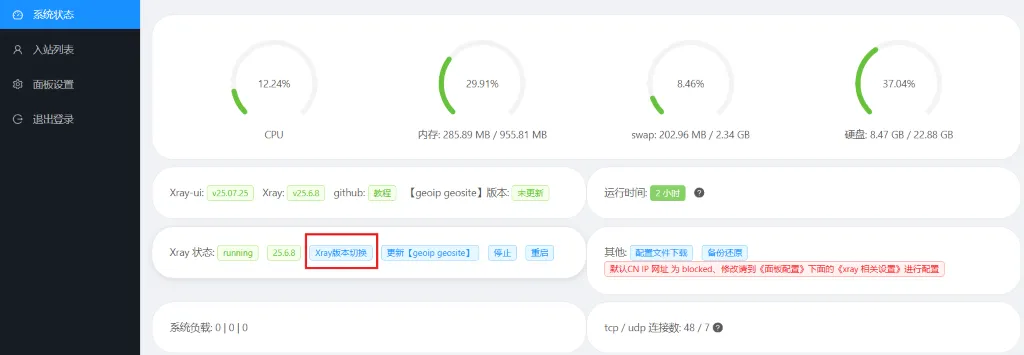 系统状态
入站列表
面板设置
退出登录
12.24% 29.91% 8.46% 37.04%
CPU 内存: 285.89 MB / 955.81 MB swap: 202.96 MB / 2.34 GB 硬盘: 8.47 GB / 22.88 GB
Xray-ui: v25.07.25 Xray: v25.6.8 github: 教程 【geoip geosite】版本: 未更新
运行时间: 2 小时 ?
Xray 状态: running 25.6.8 Xray版本切换 更新【geoip geosite】 停止 重启
其他: 配置文件下载 备份还原
默认CN IP 网址 为 blocked、修改请到《面板配置》下面的《xray 相关设置》进行配置
系统负载: 0 | 0 | 0
tcp / udp 连接数: 48 / 7 ?